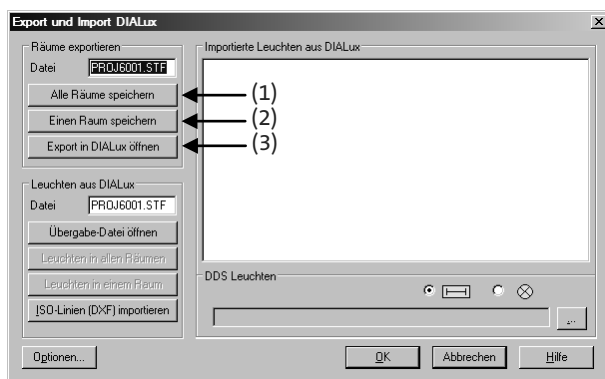 Export und Import DIALux
Räume exportieren
Datei PROJ6001.STF
Alle Räume speichern
Einen Raum speichern
Export in DIALux öffnen
Leuchten aus DIALux
Datei PROJ6001.STF
Übergabe-Datei öffnen
Leuchten in allen Räumen
Leuchten in einem Raum
ISO-Linien (DXF) importieren
Importierte Leuchten aus DIALux
(1)
(2)
(3)
DDS Leuchten
...
Optionen...
OK
Abbrechen
Hilfe